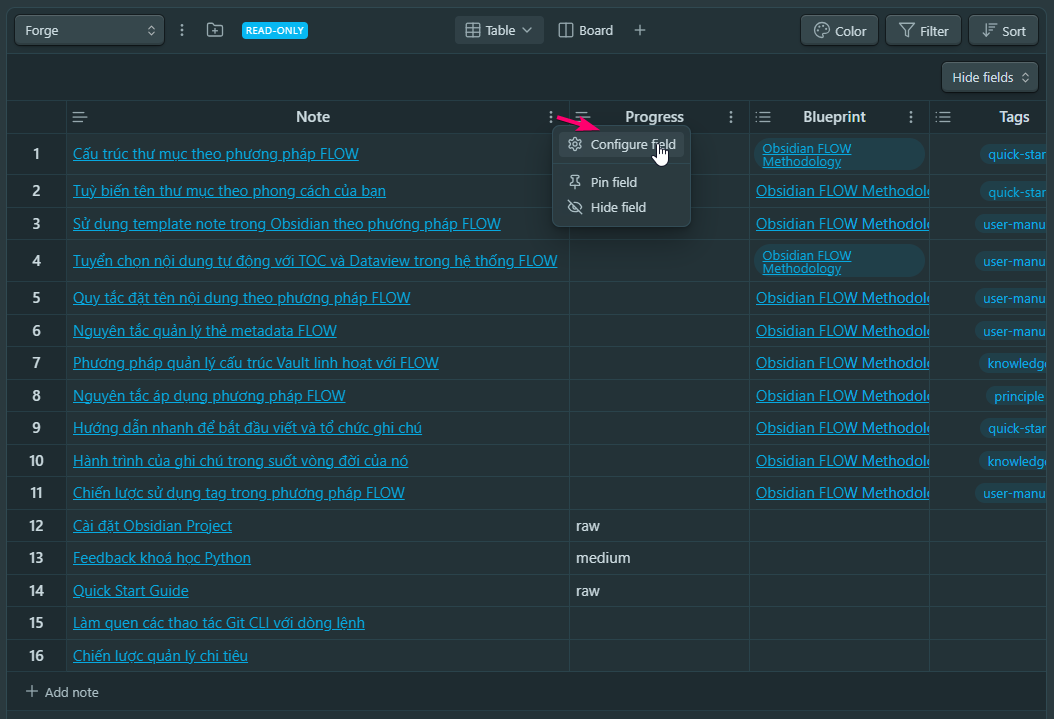 Forge
READ-ONLY
Table
Board
Color
Filter
Sort
Hide fields
Note
Progress
Blueprint
Tags
Configure field
Pin field
Hide field
1 Cấu trúc thư mục theo phương pháp FLOW Obsidian FLOW
Methodology quick-star
2 Tuỳ biến tên thư mục theo phong cách của bạn Obsidian FLOW Methodol quick-star
3 Sử dụng template note trong Obsidian theo phương pháp FLOW Obsidian FLOW Methodol user-manu
4 Tuyển chọn nội dung tự động với TOC và Dataview trong hệ thống FLOW Obsidian FLOW
Methodology user-manu
5 Quy tắc đặt tên nội dung theo phương pháp FLOW Obsidian FLOW Methodol user-manu
6 Nguyên tắc quản lý thẻ metadata FLOW Obsidian FLOW Methodol user-manu
7 Phương pháp quản lý cấu trúc Vault linh hoạt với FLOW Obsidian FLOW Methodol knowledge
8 Nguyên tắc áp dụng phương pháp FLOW Obsidian FLOW Methodol principle
9 Hướng dẫn nhanh để bắt đầu viết và tổ chức ghi chú Obsidian FLOW Methodol quick-star
10 Hành trình của ghi chú trong suốt vòng đời của nó Obsidian FLOW Methodol knowledge
11 Chiến lược sử dụng tag trong phương pháp FLOW Obsidian FLOW Methodol user-manu
12 Cài đặt Obsidian Project raw
13 Feedback khoá học Python medium
14 Quick Start Guide raw
15 Làm quen các thao tác Git CLI với dòng lệnh
16 Chiến lược quản lý chi tiêu
Add note